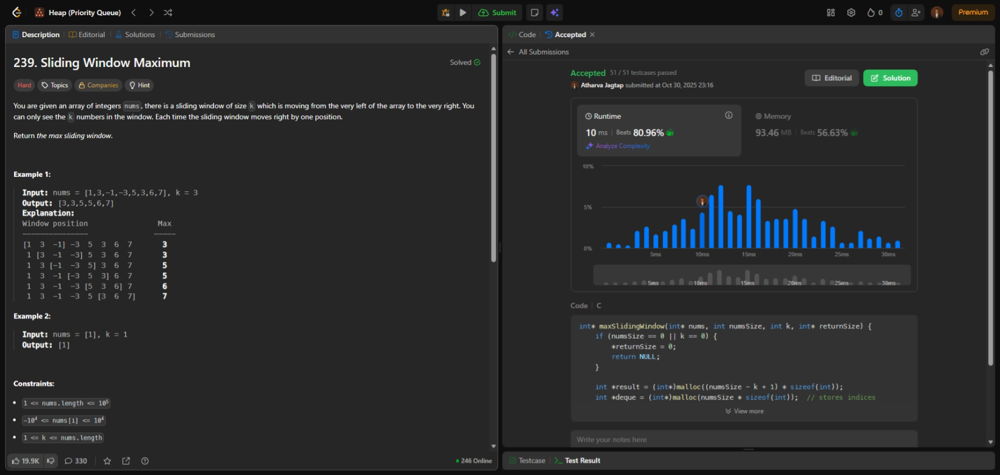 Heap (Priority Queue)
Submit
0
Premium
Description
Editorial
Solutions
Submissions
239. Sliding Window Maximum
Solved
Hard
Topics
Companies
Hint
You are given an array of integers nums, there is a sliding window of size k which is moving from the very left of the array to the very right. You
can only see the k numbers in the window. Each time the sliding window moves right by one position.
Return the max sliding window.
Example 1:
Input: nums = [1,3,-1,-3,5,3,6,7], k = 3
Output: [3,3,5,5,6,7]
Explanation:
Window position Max
--------------- -----
[1 3 -1] -3 5 3 6 7 3
1 [3 -1 -3] 5 3 6 7 3
1 3 [-1 -3 5] 3 6 7 5
1 3 -1 [-3 5 3] 6 7 5
1 3 -1 -3 [5 3 6] 7 6
1 3 -1 -3 5 [3 6 7] 7
Example 2:
Input: nums = [1], k = 1
Output: [1]
Constraints:
• 1 <= nums.length <= 10⁵
• -10⁴ <= nums[i] <= 10⁴
• 1 <= k <= nums.length
19.9K
330
246 Online
</> Code
Accepted
All Submissions
Accepted 51 / 51 testcases passed
Atharva Jagtap submitted at Oct 30, 2025 23:16
Editorial
Solution
Runtime
10 ms | Beats 80.96%
Analyze Complexity
Memory
93.46 MB | Beats 56.63%
10%
5%
0%
5ms 10ms 15ms 20ms 25ms 30ms
5ms 10ms 15ms 20ms 25ms 30ms
Code | C
int* maxSlidingWindow(int* nums, int numsSize, int k, int* returnSize) {
if (numsSize == 0 || k == 0) {
*returnSize = 0;
return NULL;
}
int *result = (int*)malloc((numsSize - k + 1) * sizeof(int));
int *deque = (int*)malloc(numsSize * sizeof(int)); // stores indices
View more
Write your notes here
Testcase
>_ Test Result